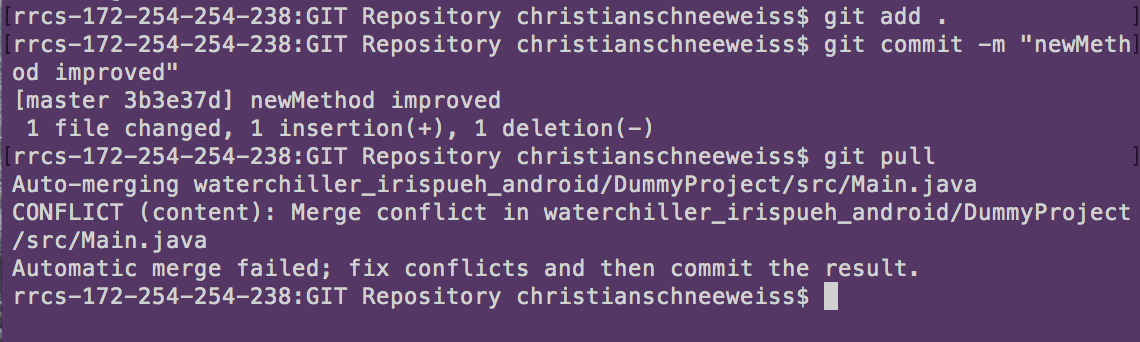 [rrcs-172-254-254-238:GIT Repository christianschneeweiss$ git add . ]
[rrcs-172-254-254-238:GIT Repository christianschneeweiss$ git commit -m "newMeth]
od improved"
[master 3b3e37d] newMethod improved
 1 file changed, 1 insertion(+), 1 deletion(-)
[rrcs-172-254-254-238:GIT Repository christianschneeweiss$ git pull ]
Auto-merging waterchiller_irispueh_android/DummyProject/src/Main.java
CONFLICT (content): Merge conflict in waterchiller_irispueh_android/DummyProject
/src/Main.java
Automatic merge failed; fix conflicts and then commit the result.
rrcs-172-254-254-238:GIT Repository christianschneeweiss$